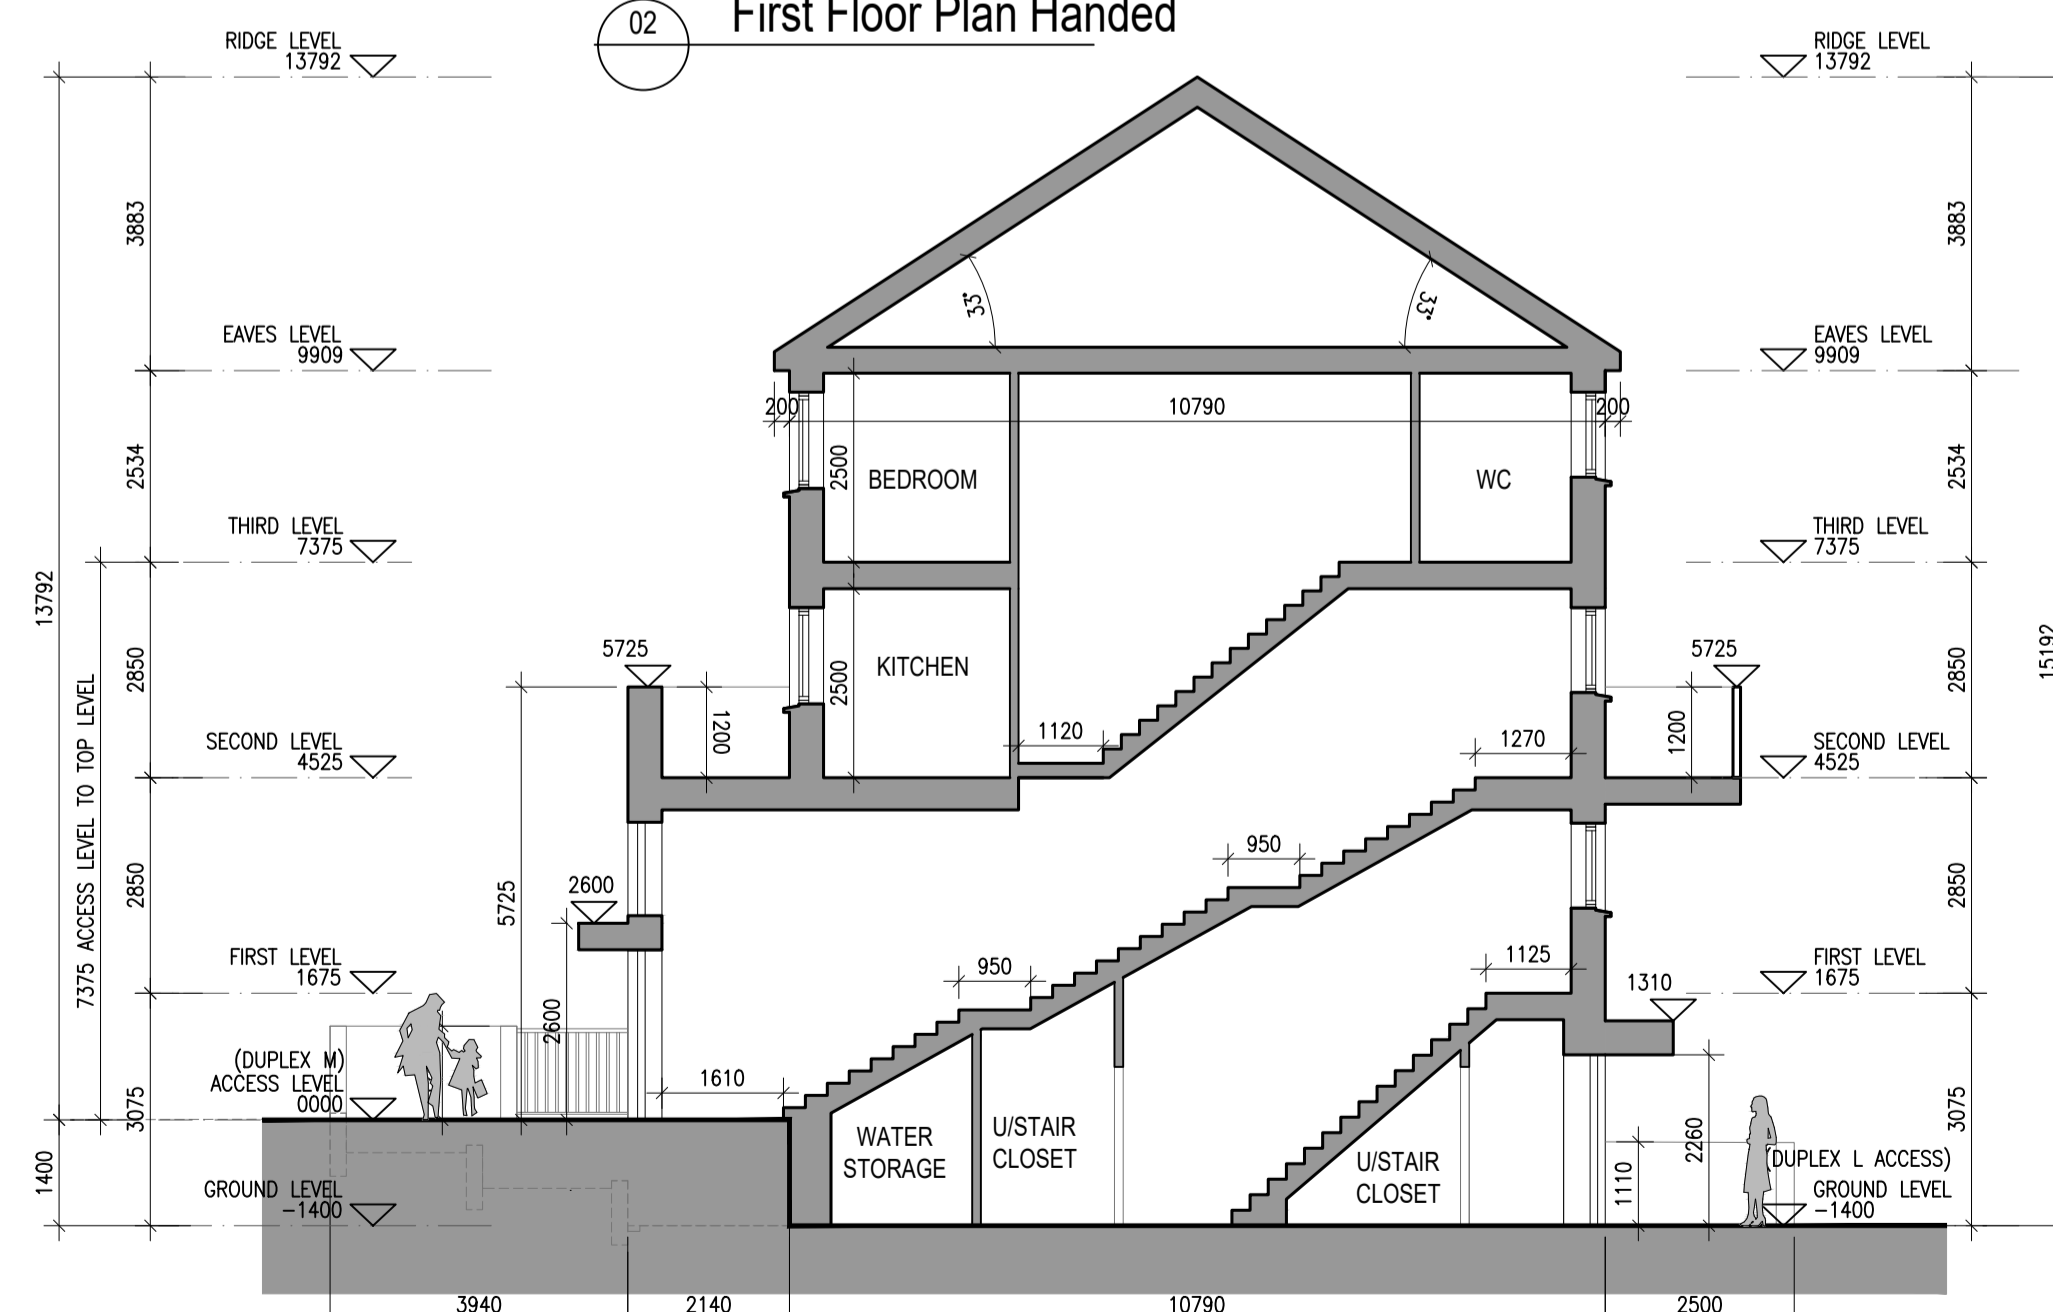 02
First Floor Plan Handed
RIDGE LEVEL
13792
RIDGE LEVEL
13792
3883
3883
33°
33°
EAVES LEVEL
9909
EAVES LEVEL
9909
200
10790
200
2534
2500
BEDROOM
WC
2534
THIRD LEVEL
7375
THIRD LEVEL
7375
13792
15192
7375 ACCESS LEVEL TO TOP LEVEL
2850
5725
1200
2500
KITCHEN
1120
1270
5725
1200
2850
SECOND LEVEL
4525
SECOND LEVEL
4525
2850
5725
2600
950
2850
FIRST LEVEL
1675
950
1125
1310
FIRST LEVEL
1675
2600
(DUPLEX M)
ACCESS LEVEL
0000
3075
1610
3075
1400
WATER
STORAGE
U/STAIR
CLOSET
U/STAIR
CLOSET
1110
2260
(DUPLEX L ACCESS)
GROUND LEVEL
-1400
GROUND LEVEL
-1400
3940
2140
10790
2500